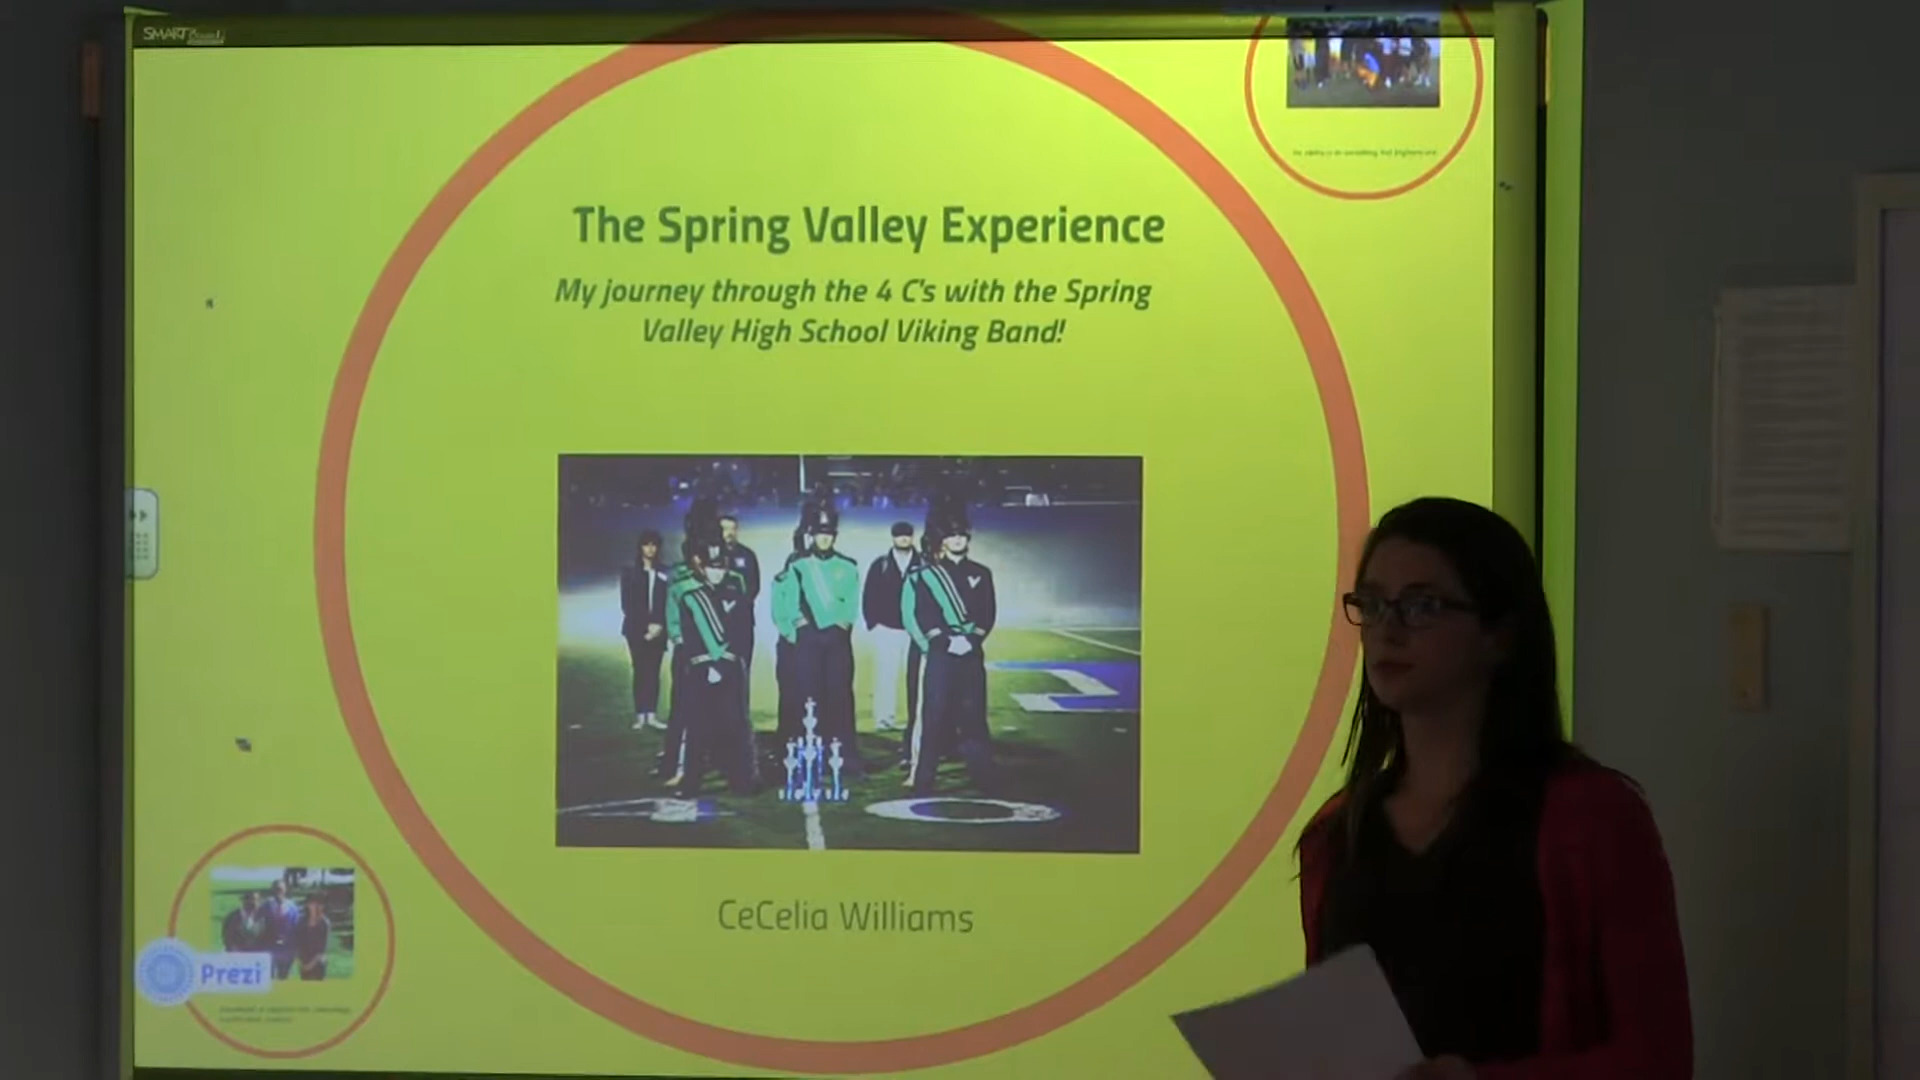 SMART Board
The Spring Valley Experience
My journey through the 4 C's with the Spring
Valley High School Viking Band!
CeCelia Williams
Prezi